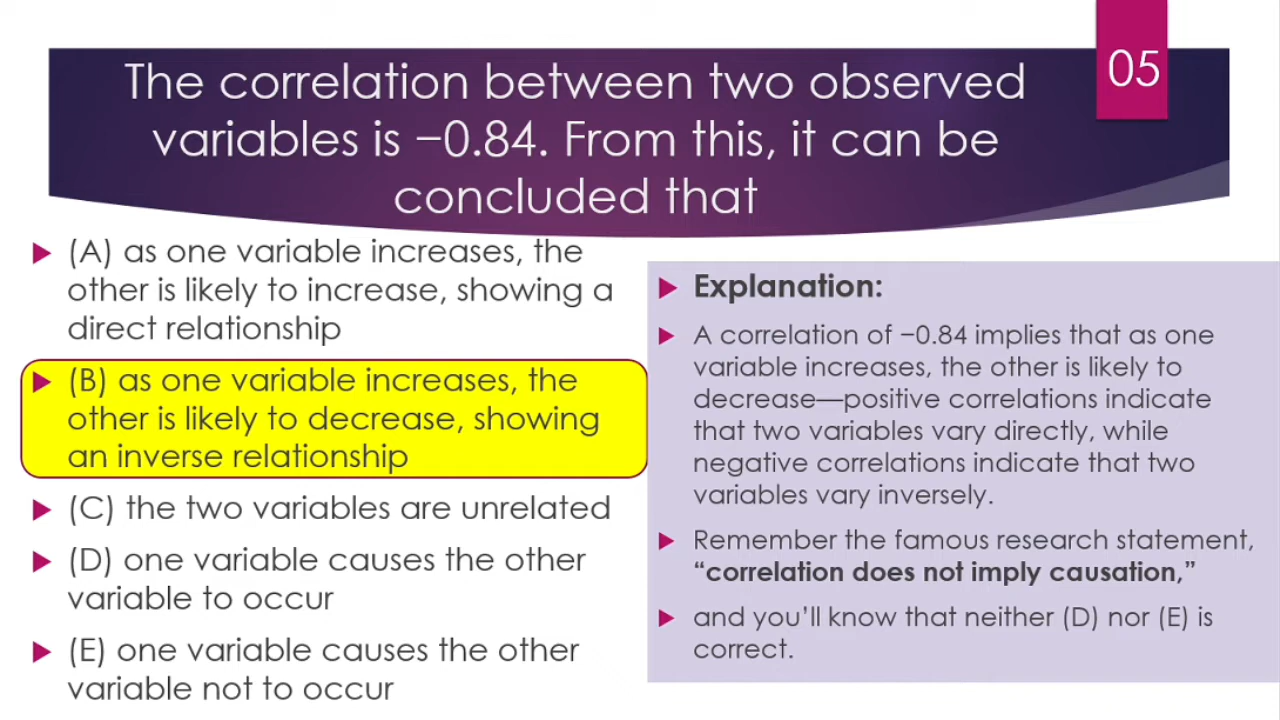 05
The correlation between two observed
variables is −0.84. From this, it can be
concluded that
(A) as one variable increases, the
other is likely to increase, showing a
direct relationship
(B) as one variable increases, the
other is likely to decrease, showing
an inverse relationship
(C) the two variables are unrelated
(D) one variable causes the other
variable to occur
(E) one variable causes the other
variable not to occur
Explanation:
A correlation of −0.84 implies that as one
variable increases, the other is likely to
decrease—positive correlations indicate
that two variables vary directly, while
negative correlations indicate that two
variables vary inversely.
Remember the famous research statement,
“correlation does not imply causation,”
and you’ll know that neither (D) nor (E) is
correct.